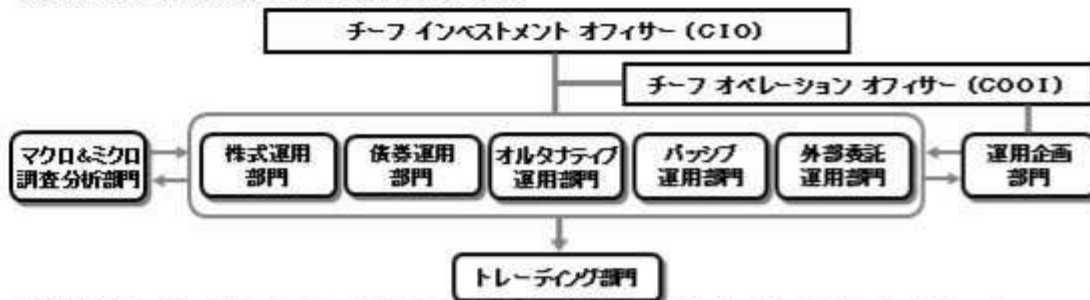 チーフ インベストメント オフィサー (CIO)
チーフ オペレーション オフィサー (COOI)
マクロ&ミクロ
調査分析部門
株式運用
部門
債券運用
部門
オルタナティブ
運用部門
パッシブ
運用部門
外部委託
運用部門
運用企画
部門
トレーディング部門